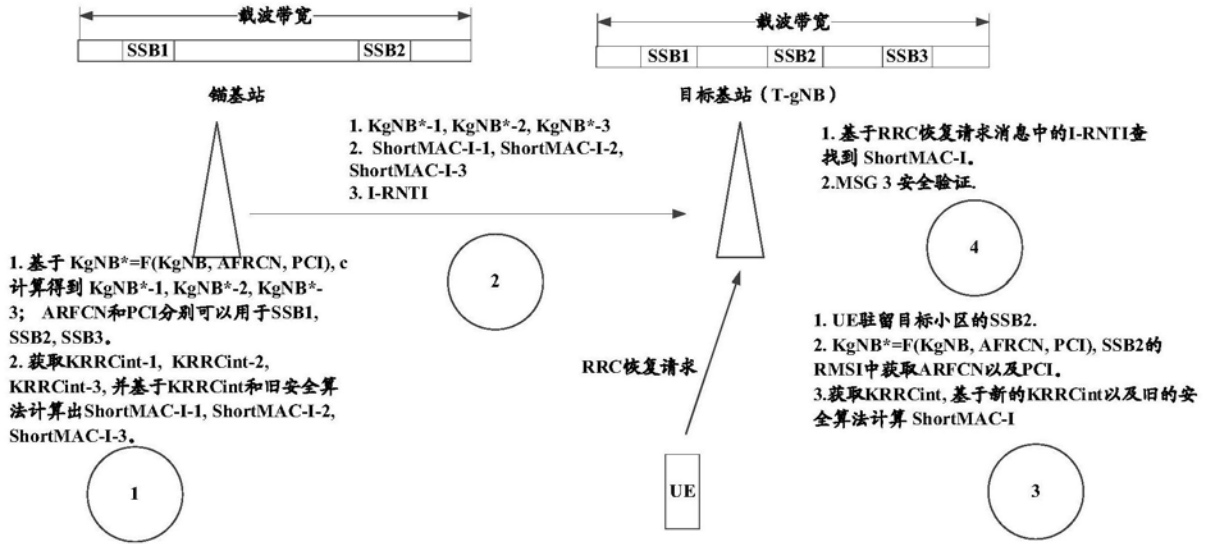 载波带宽
SSB1
SSB2
锚基站
载波带宽
SSB1
SSB2
SSB3
目标基站（T-gNB）
1. KgNB*-1, KgNB*-2, KgNB*-3
2. ShortMAC-I-1, ShortMAC-I-2,
ShortMAC-I-3
3. I-RNTI
1. 基于RRC恢复请求消息中的I-RNTI查
找到 ShortMAC-I。
2.MSG 3 安全验证.
4
2
1. 基于 KgNB*=F(KgNB, AFRCN, PCI), c
计算得到 KgNB*-1, KgNB*-2, KgNB*-
3； ARFCN和PCI分别可以用于SSB1,
SSB2, SSB3。
2. 获取KRRCint-1, KRRCint-2,
KRRCint-3, 并基于KRRCint和旧安全算
法计算出ShortMAC-I-1, ShortMAC-I-2,
ShortMAC-I-3。
1
RRC恢复请求
UE
1. UE驻留目标小区的SSB2.
2. KgNB*=F(KgNB, AFRCN, PCI), SSB2的
RMSI中获取ARFCN以及PCI。
3.获取KRRCint, 基于新的KRRCint以及旧的安
全算法计算 ShortMAC-I
3